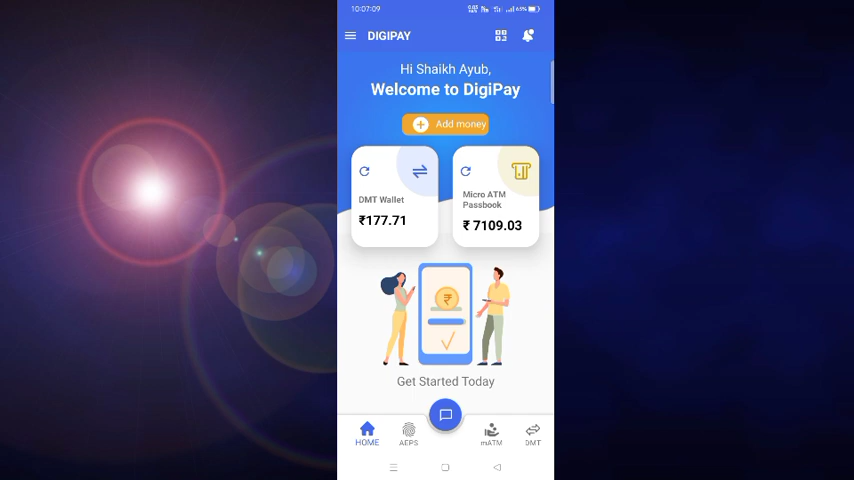 10:07:09
65%
DIGIPAY
Hi Shaikh Ayub,
Welcome to DigiPay
Add money
DMT Wallet
₹177.71
Micro ATM
Passbook
₹ 7109.03
₹
Get Started Today
HOME
AEPS
mATM
DMT